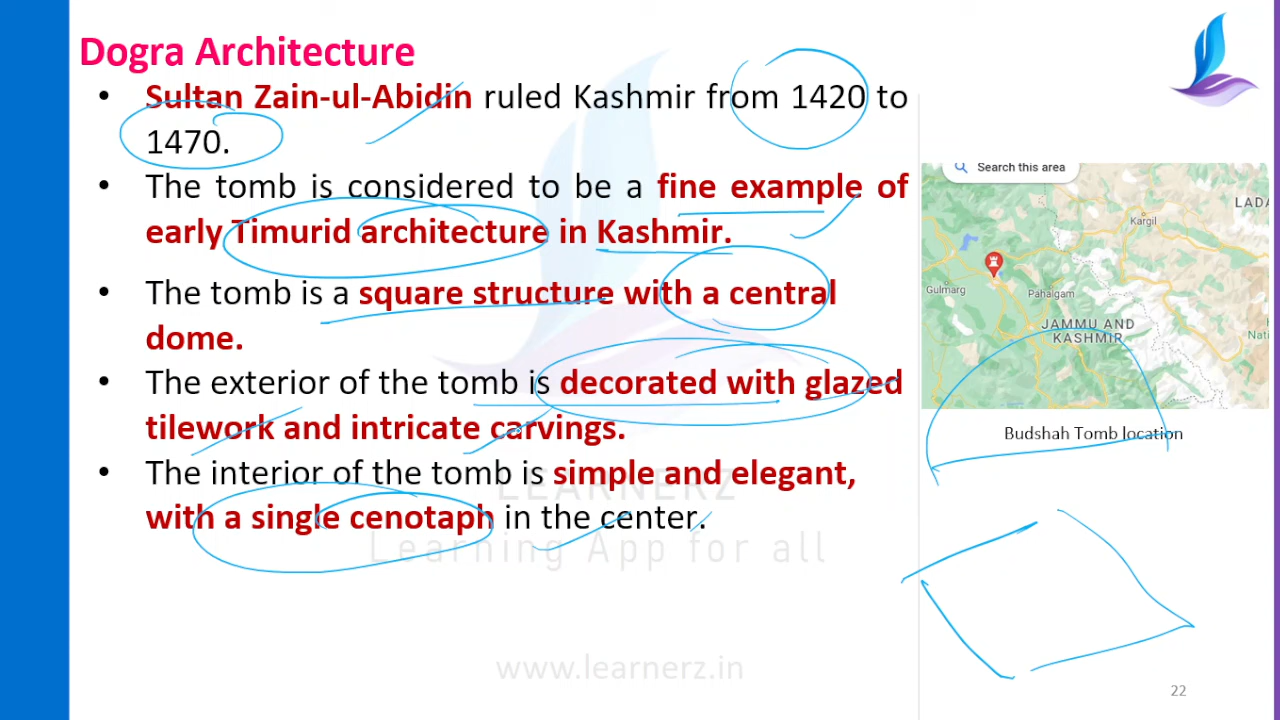 Dogra Architecture
• Sultan Zain-ul-Abidin ruled Kashmir from 1420 to
1470.
• The tomb is considered to be a fine example of
early Timurid architecture in Kashmir.
• The tomb is a square structure with a central
dome.
• The exterior of the tomb is decorated with glazed
tilework and intricate carvings.
• The interior of the tomb is simple and elegant,
with a single cenotaph in the center.
Search this area
LADA
Kargil
Gulmarg
Pahalgam
JAMMU AND
KASHMIR
Nati
Budshah Tomb location
LEARNERZ
Learning App for all
www.learnerz.in
22